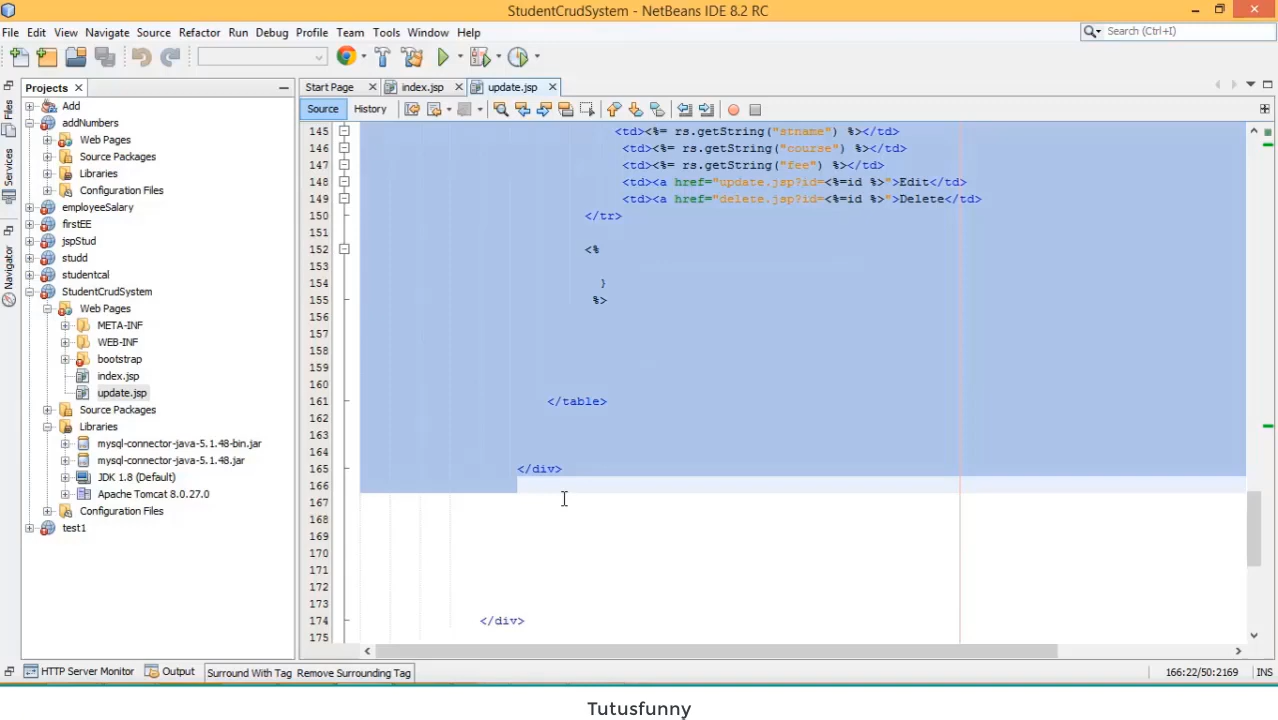 StudentCrudSystem - NetBeans IDE 8.2 RC
File Edit View Navigate Source Refactor Run Debug Profile Team Tools Window Help
Search (Ctrl+I)
Projects
Start Page index.jsp update.jsp
Source History
Files
Services
Navigator
Add
addNumbers
Web Pages
Source Packages
Libraries
Configuration Files
employeeSalary
firstEE
jspStud
studd
studentcal
StudentCrudSystem
Web Pages
META-INF
WEB-INF
bootstrap
index.jsp
update.jsp
Source Packages
Libraries
mysql-connector-java-5.1.48-bin.jar
mysql-connector-java-5.1.48.jar
JDK 1.8 (Default)
Apache Tomcat 8.0.27.0
Configuration Files
test1
145 <td><%= rs.getString("stname") %></td>
146 <td><%= rs.getString("course") %></td>
147 <td><%= rs.getString("fee") %></td>
148 <td><a href="update.jsp?id=<%=id %>">Edit</td>
149 <td><a href="delete.jsp?id=<%=id %>">Delete</td>
150 </tr>
151
152 <%
153
154 }
155 %>
156
157
158
159
160
161 </table>
162
163
164
165 </div>
166
167
168
169
170
171
172
173
174 </div>
175
HTTP Server Monitor Output Surround With Tag Remove Surrounding Tag 166:22/50:2169 INS
Tutusfunny